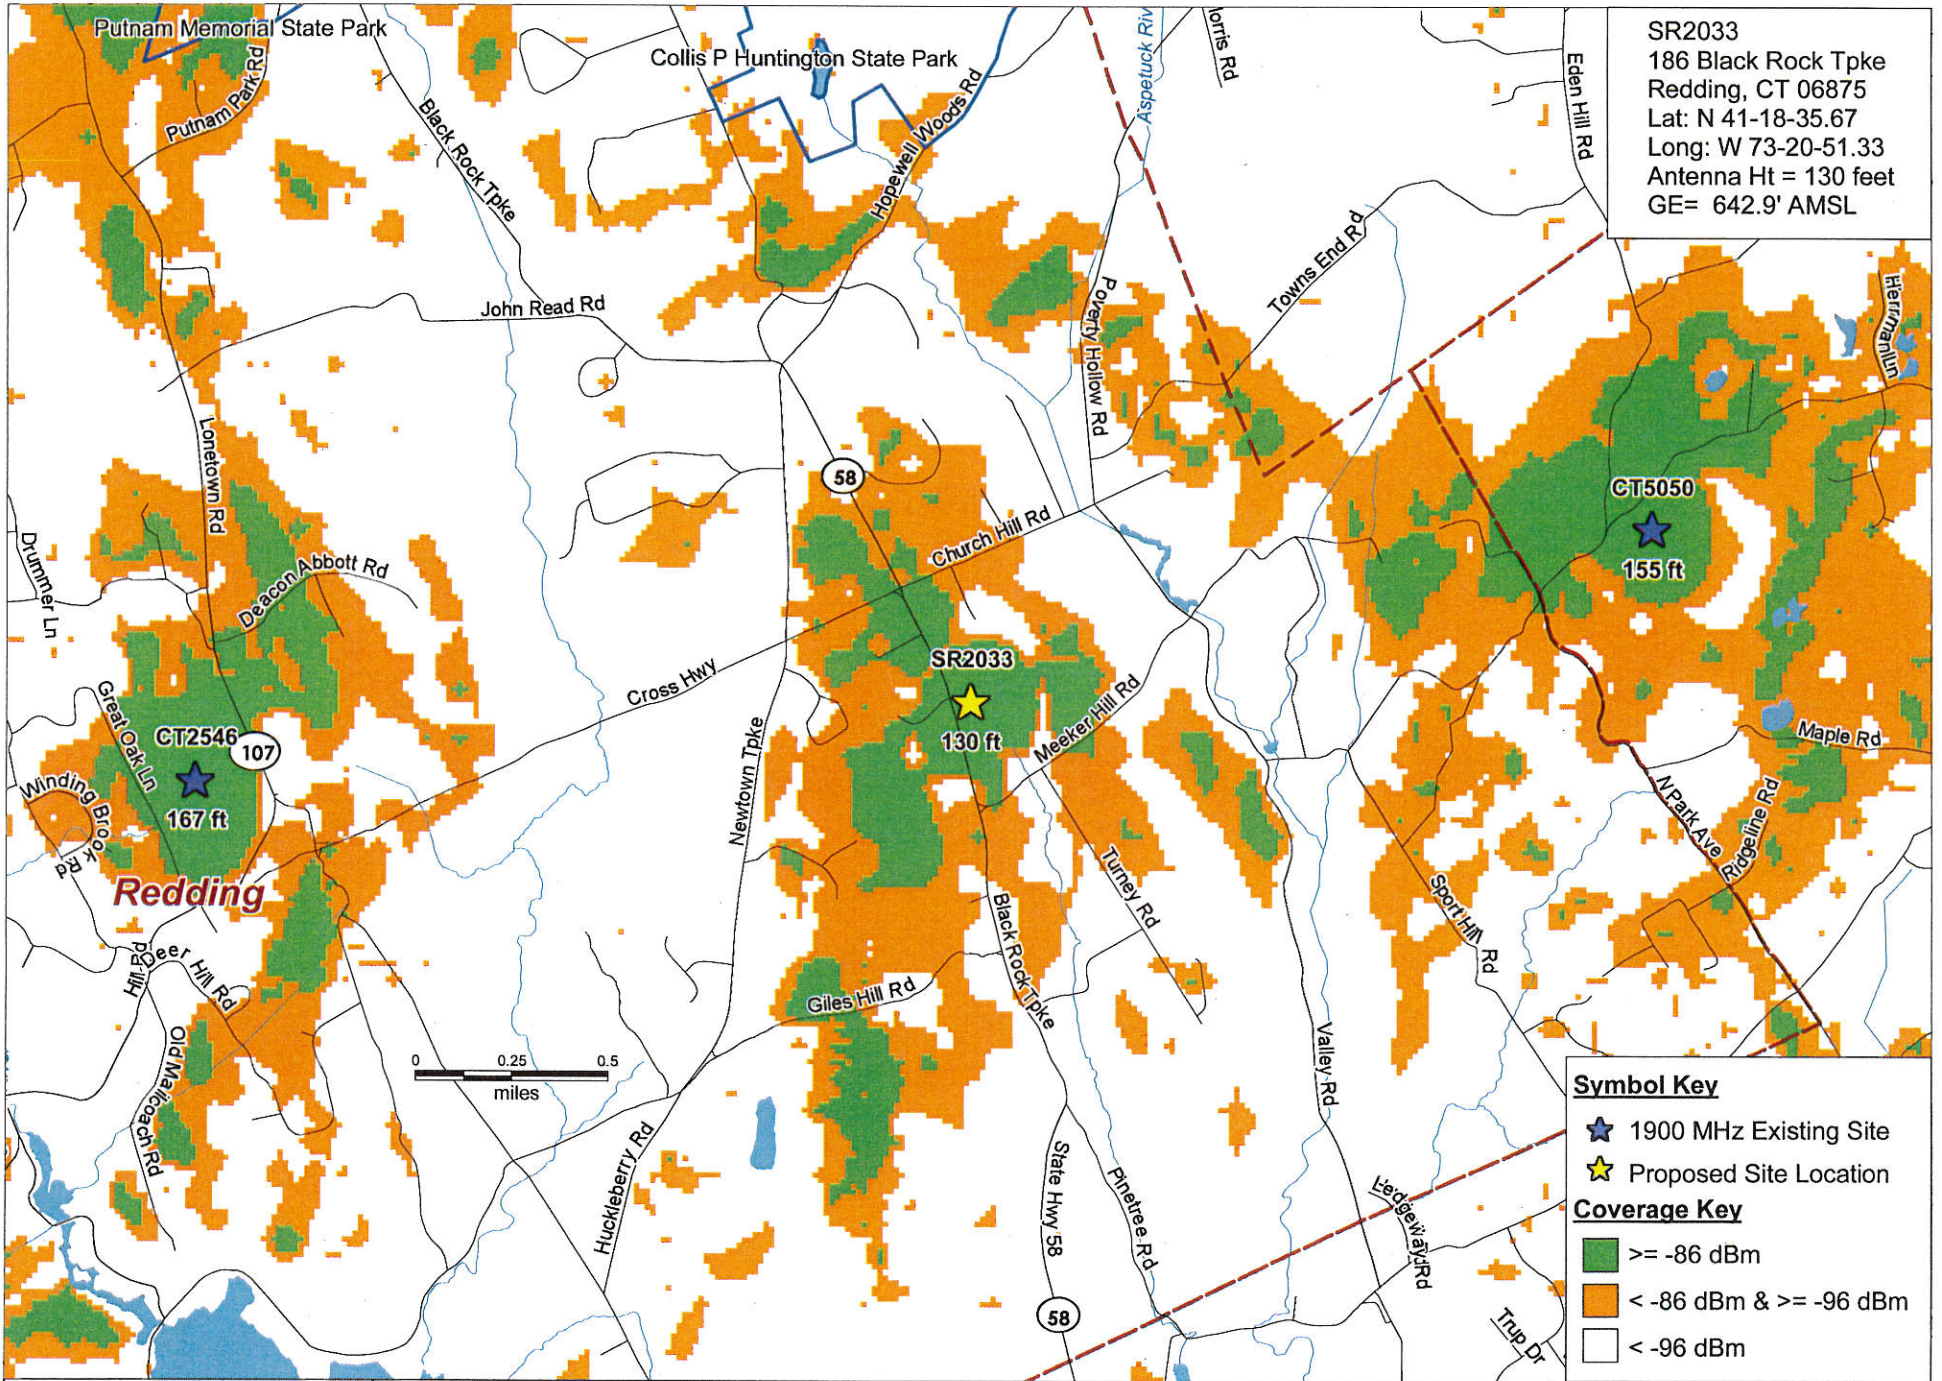 Putnam Memorial State Park
Putnam Park Rd
Black Rock Tpke
Collis P Huntington State Park
Hopewell Woods Rd
Aspetuck Riv
orris Rd
Eden Hill Rd
SR2033
186 Black Rock Tpke
Redding, CT 06875
Lat: N 41-18-35.67
Long: W 73-20-51.33
Antenna Ht = 130 feet
GE= 642.9' AMSL
John Read Rd
Poverty Hollow Rd
Towns End Rd
Herrman Ln
Lonetown Rd
58
CT5050
155 ft
Church Hill Rd
Drummer Ln
Deacon Abbott Rd
SR2033
130 ft
Cross Hwy
Great Oak Ln
CT2546
107
167 ft
Newtown Tpke
Meeker Hill Rd
Maple Rd
Winding Brook Rd
N Park Ave
Ridgeline Rd
Redding
Turney Rd
Sport Hill Rd
Black Rock Tpke
Hill Rd
Deer Hill Rd
Giles Hill Rd
Old Mailcoach Rd
Valley Rd
0 0.25 0.5
miles
Huckleberry Rd
State Hwy 58
Pinetree Rd
Ledgeway Rd
58
Trup Dr
Symbol Key
1900 MHz Existing Site
Proposed Site Location
Coverage Key
>= -86 dBm
< -86 dBm & >= -96 dBm
< -96 dBm